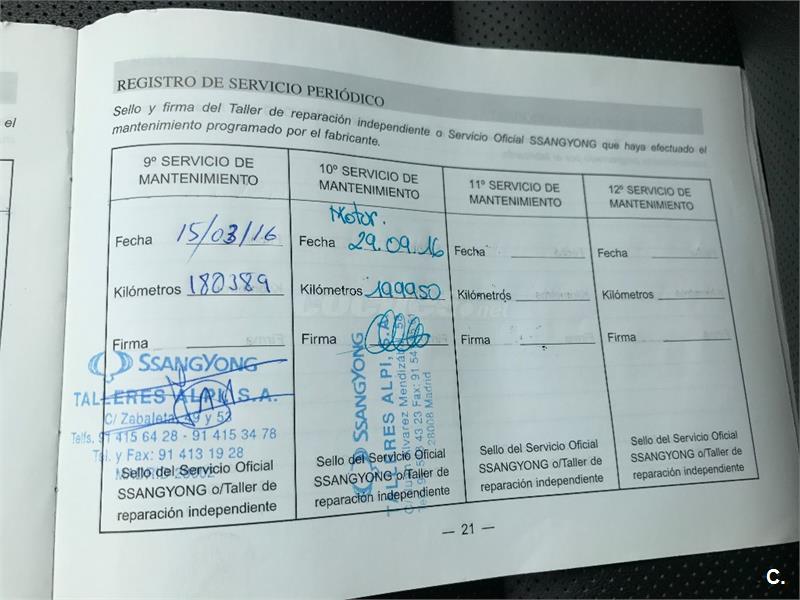 el
REGISTRO DE SERVICIO PERIÓDICO
Sello y firma del Taller de reparación independiente o Servicio Oficial SSANGYONG que haya efectuado el
mantenimiento programado por el fabricante.
9º SERVICIO DE
MANTENIMIENTO
Fecha 15/03/16
Kilómetros 180389
Firma
SSANGYONG
TALLERES ALPI, S.A.
C/ Zabaleta, 49 y 53
Telfs. 91 415 64 28 - 91 415 34 78
Tel. y Fax: 91 413 19 28
Sello del Servicio Oficial
SSANGYONG o/Taller de
reparación independiente
10º SERVICIO DE
MANTENIMIENTO
Motor.
Fecha 29.09.16
Kilómetros 199950
Firma
SSANGYONG
TALLERES ALPI, S.A.
Alvarez Mendizábal
28008 Madrid
Sello del Servicio Oficial
SSANGYONG o/Taller de
reparación independiente
11º SERVICIO DE
MANTENIMIENTO
Fecha
Kilómetros
Firma
Sello del Servicio Oficial
SSANGYONG o/Taller de
reparación independiente
12º SERVICIO DE
MANTENIMIENTO
Fecha
Kilómetros
Firma
Sello del Servicio Oficial
SSANGYONG o/Taller de
reparación independiente
— 21 —
C.